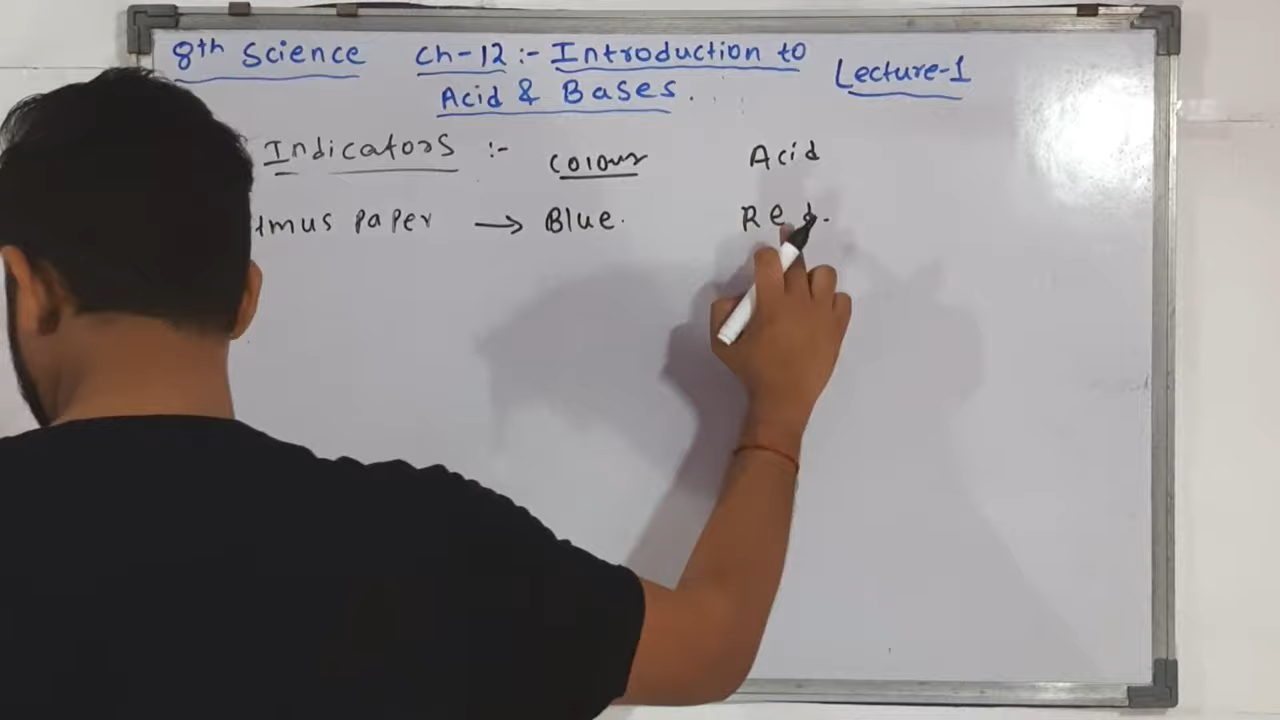 8th Science Ch-12 :- Introduction to
Acid & Bases. Lecture-1
Indicators :- Colour Acid
tmus paper → Blue. Red.